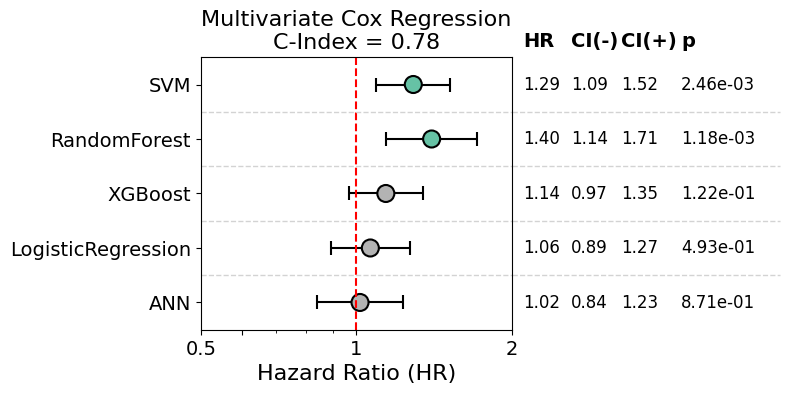 Multivariate Cox Regression
C-Index = 0.78
HR CI(-) CI(+) p
SVM 1.29 1.09 1.52 2.46e-03
RandomForest 1.40 1.14 1.71 1.18e-03
XGBoost 1.14 0.97 1.35 1.22e-01
LogisticRegression 1.06 0.89 1.27 4.93e-01
ANN 1.02 0.84 1.23 8.71e-01
0.5 1 2
Hazard Ratio (HR)